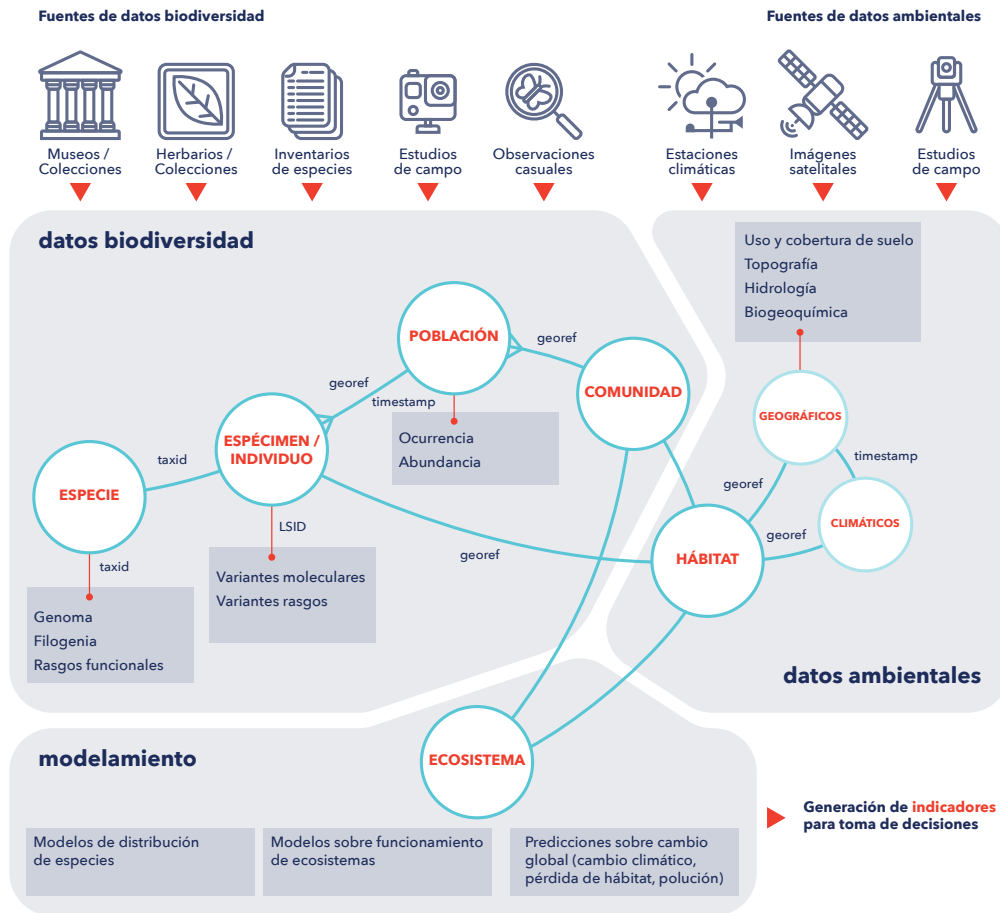 Fuentes de datos biodiversidad
Fuentes de datos ambientales
Museos /
Colecciones
Herbarios /
Colecciones
Inventarios
de especies
Estudios
de campo
Observaciones
casuales
Estaciones
climáticas
Imágenes
satelitales
Estudios
de campo
datos biodiversidad
Uso y cobertura de suelo
Topografía
Hidrología
Biogeoquímica
POBLACIÓN
georef
COMUNIDAD
georef
timestamp
GEOGRÁFICOS
Ocurrencia
Abundancia
ESPÉCIMEN /
INDIVIDUO
taxid
timestamp
ESPECIE
georef
CLIMÁTICOS
LSID
georef
georef
HÁBITAT
taxid
Variantes moleculares
Variantes rasgos
Genoma
Filogenia
Rasgos funcionales
datos ambientales
modelamiento
ECOSISTEMA
Generación de indicadores
para toma de decisiones
Modelos de distribución
de especies
Modelos sobre funcionamiento
de ecosistemas
Predicciones sobre cambio
global (cambio climático,
pérdida de hábitat, polución)